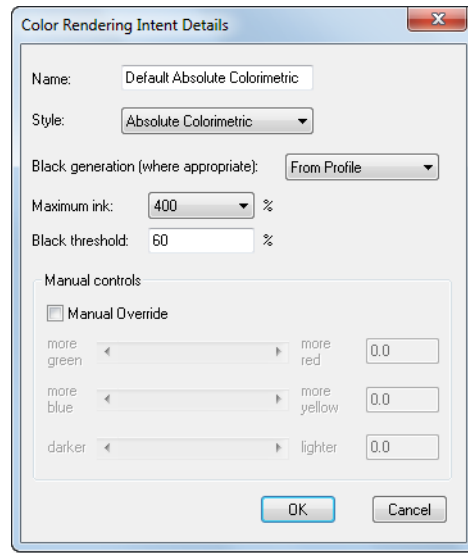 Color Rendering Intent Details
Name: Default Absolute Colorimetric
Style: Absolute Colorimetric
Black generation (where appropriate): From Profile
Maximum ink: 400 %
Black threshold: 60 %
Manual controls
Manual Override
more green more red 0.0
more blue more yellow 0.0
darker lighter 0.0
OK Cancel